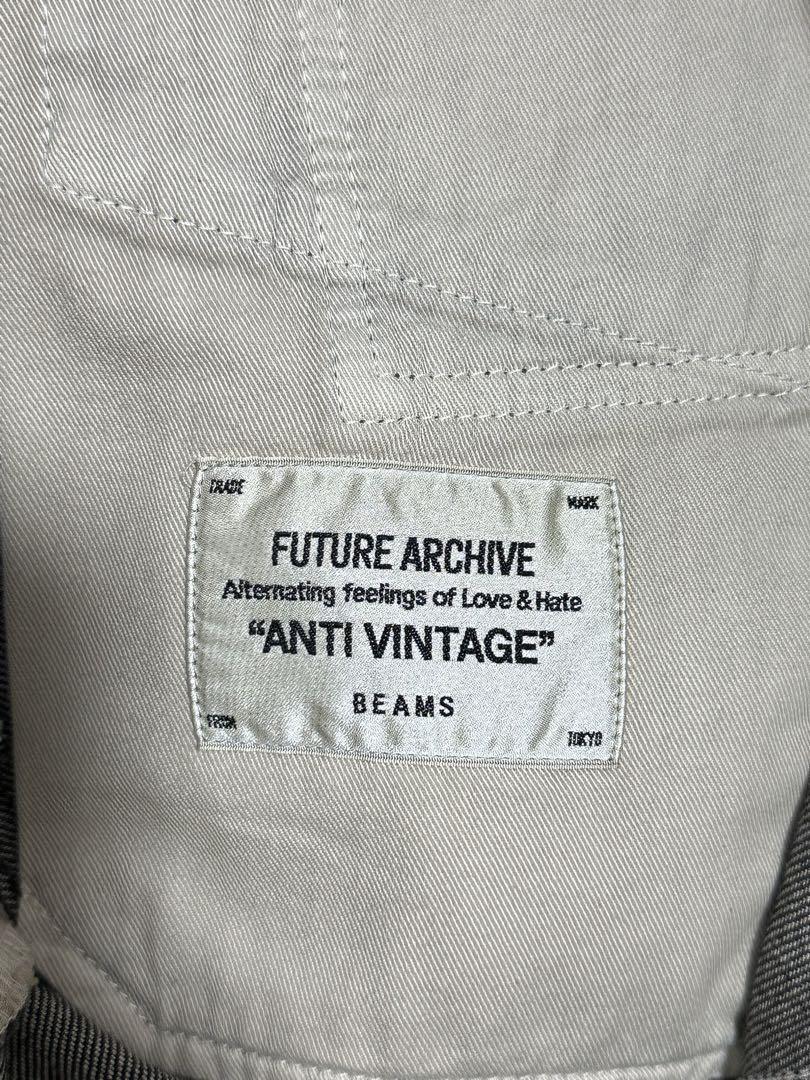 TRADE MARK
FUTURE ARCHIVE
Alternating feelings of Love & Hate
“ANTI VINTAGE”
BEAMS
FROM TOKYO